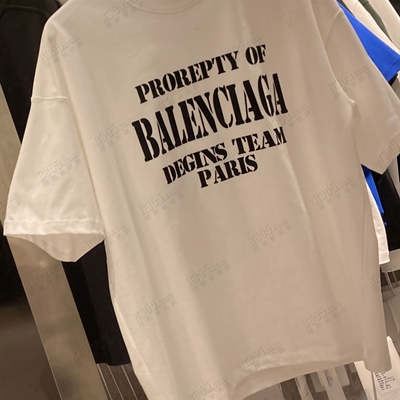 PROREPTY OF
BALENCIAGA
DEGINS TEAM
PARIS